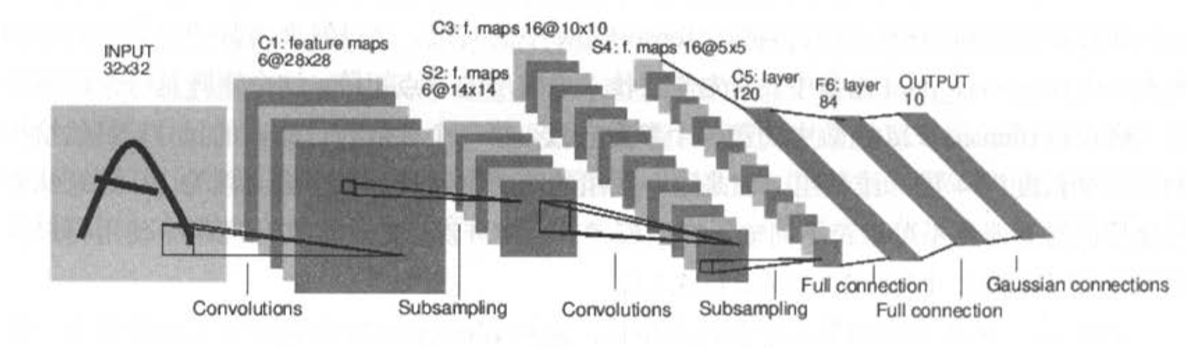 INPUT
32x32
C1: feature maps
6@28x28
S2: f. maps
6@14x14
C3: f. maps 16@10x10
S4: f. maps 16@5x5
C5: layer
120
F6: layer
84
OUTPUT
10
Convolutions
Subsampling
Convolutions
Subsampling
Full connection
Full connection
Gaussian connections